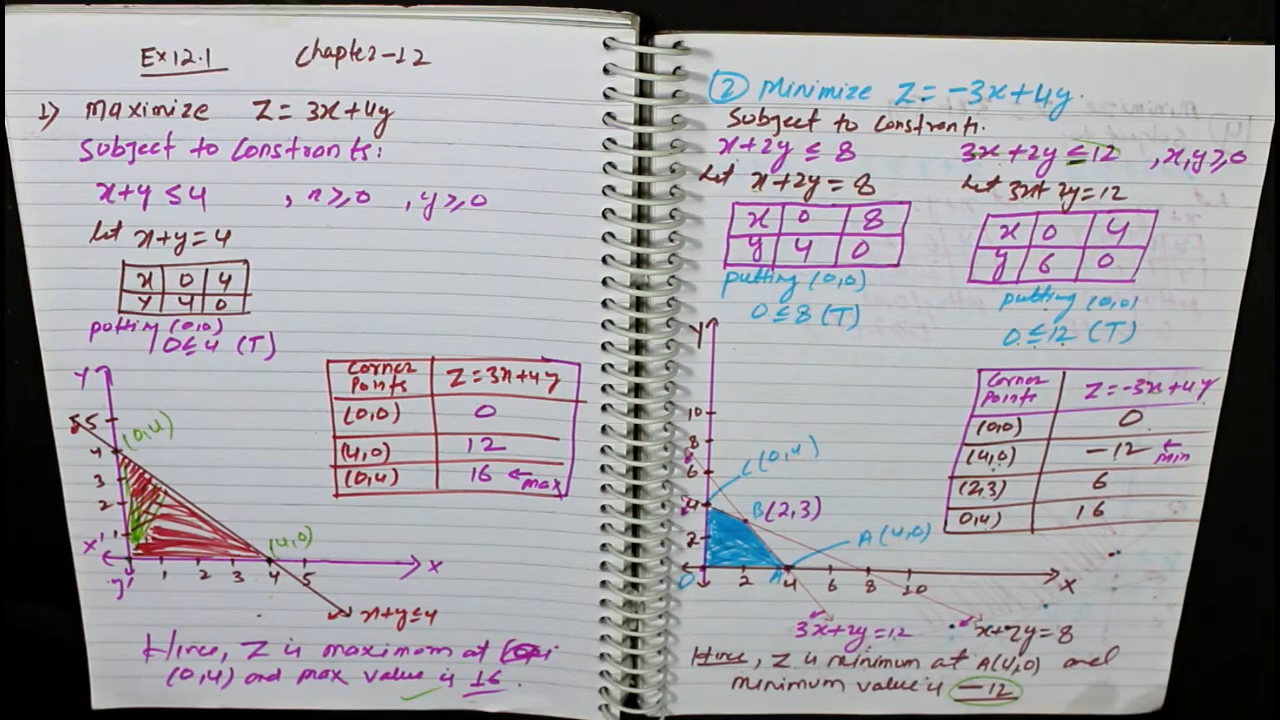 Ex 12.1 Chapter-12
1) Maximize Z = 3x+4y
Subject to Constronts:
x+y ≤ 4 , x ≥ 0 , y ≥ 0
Let x+y = 4
x 0 4
Y 4 0
putting (0,0)
0 ≤ 4 (T)
Corner Points Z = 3x+4y
(0,0) 0
(4,0) 12
(0,4) 16 ← max
Y
5
4
3
2
1
(0,4)
(4,0)
X' 1 2 3 4 5 X
y'
x+y≤4
Hence, Z is maximum at
(0,4) and max value is 16.
② Minimize Z = -3x+4y.
Subject to Constront.
x+2y ≤ 8 3x+2y ≤ 12 , x,y ≥ 0
Let x+2y = 8 Let 3x+2y = 12
x 0 8
y 4 0
x 0 4
y 6 0
putting (0,0)
0 ≤ 8 (T)
putting (0,0)
0 ≤ 12 (T)
Corner Points Z = -3x+4y
(0,0) 0
(4,0) -12 ← min
(2,3) 6
0,4) 16
Y
10
8
6
4
2
C(0,4)
B(2,3)
A(4,0)
O 2 A 4 6 8 10 X
3x+2y=12 x+2y=8
Hence, Z is minimum at A(4,0) and
minimum value is -12